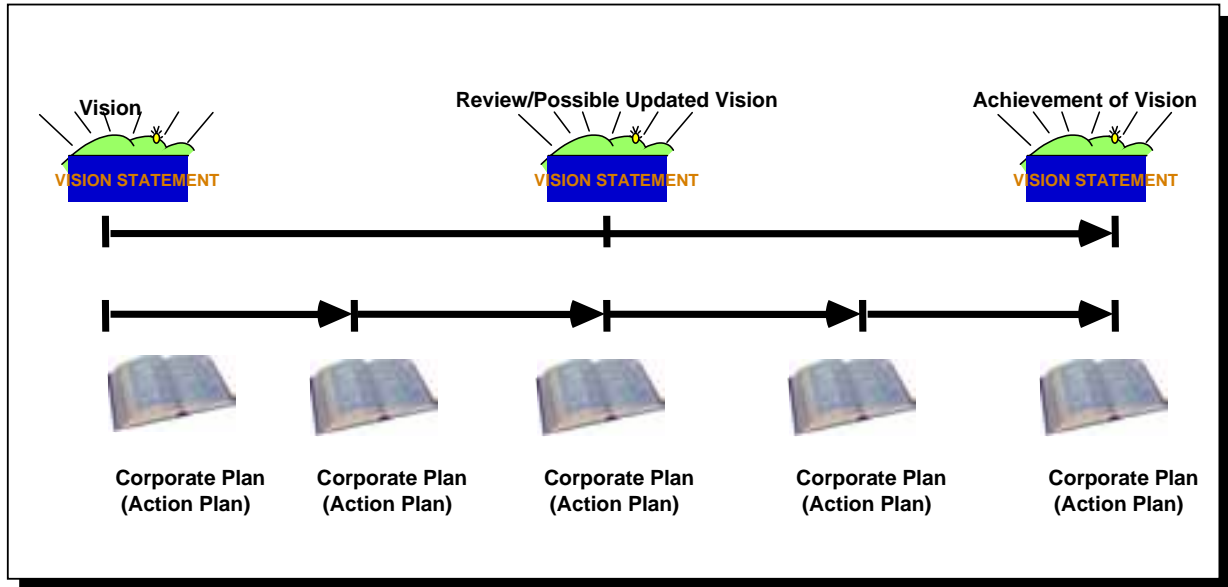 Vision
Review/Possible Updated Vision
Achievement of Vision
VISION STATEMENT
VISION STATEMENT
VISION STATEMENT
Corporate Plan
(Action Plan)
Corporate Plan
(Action Plan)
Corporate Plan
(Action Plan)
Corporate Plan
(Action Plan)
Corporate Plan
(Action Plan)